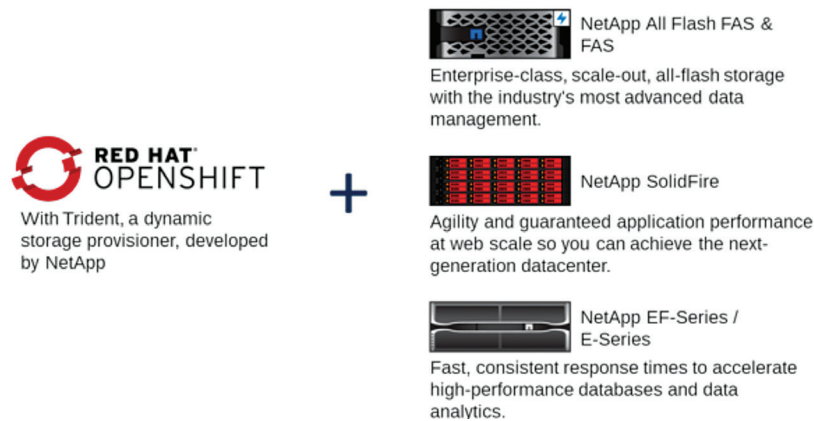 RED HAT
OPENSHIFT
With Trident, a dynamic
storage provisioner, developed
by NetApp
+
NetApp All Flash FAS &
FAS
Enterprise-class, scale-out, all-flash storage
with the industry's most advanced data
management.
NetApp SolidFire
Agility and guaranteed application performance
at web scale so you can achieve the next-
generation datacenter.
NetApp EF-Series /
E-Series
Fast, consistent response times to accelerate
high-performance databases and data
analytics.